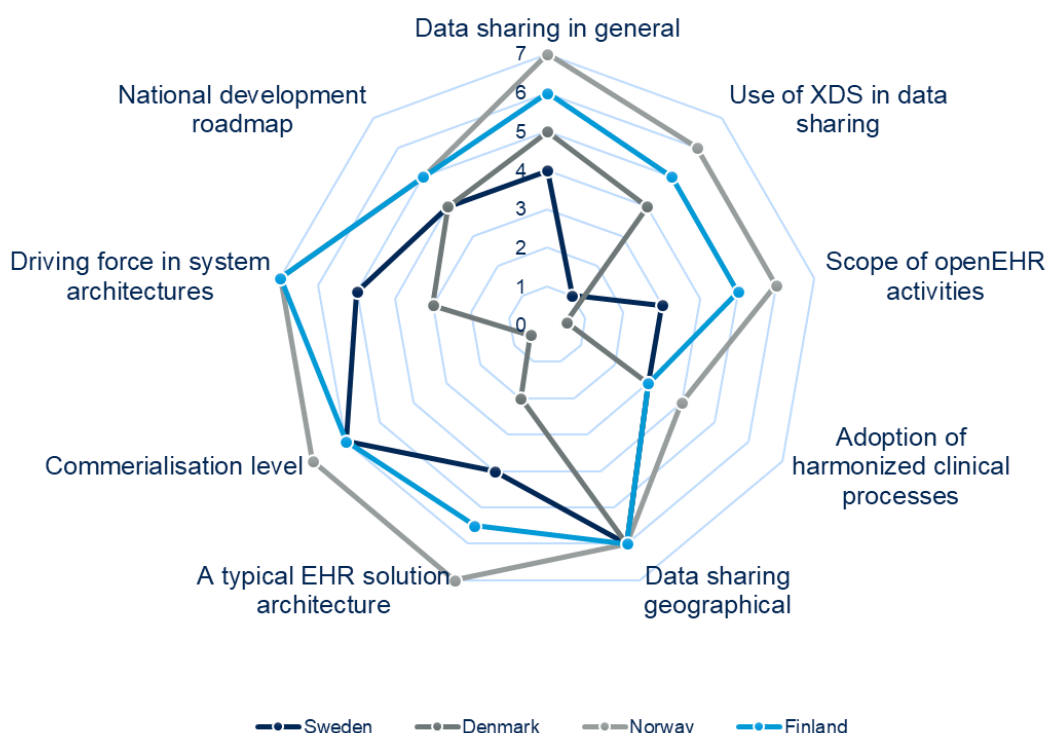 Data sharing in general
7
National development
roadmap
Use of XDS in data
sharing
6
5
4
3
2
1
0
Driving force in system
architectures
Scope of openEHR
activities
Commerialisation level
Adoption of
harmonized clinical
processes
A typical EHR solution
architecture
Data sharing
geographical
Sweden Denmark Norway Finland